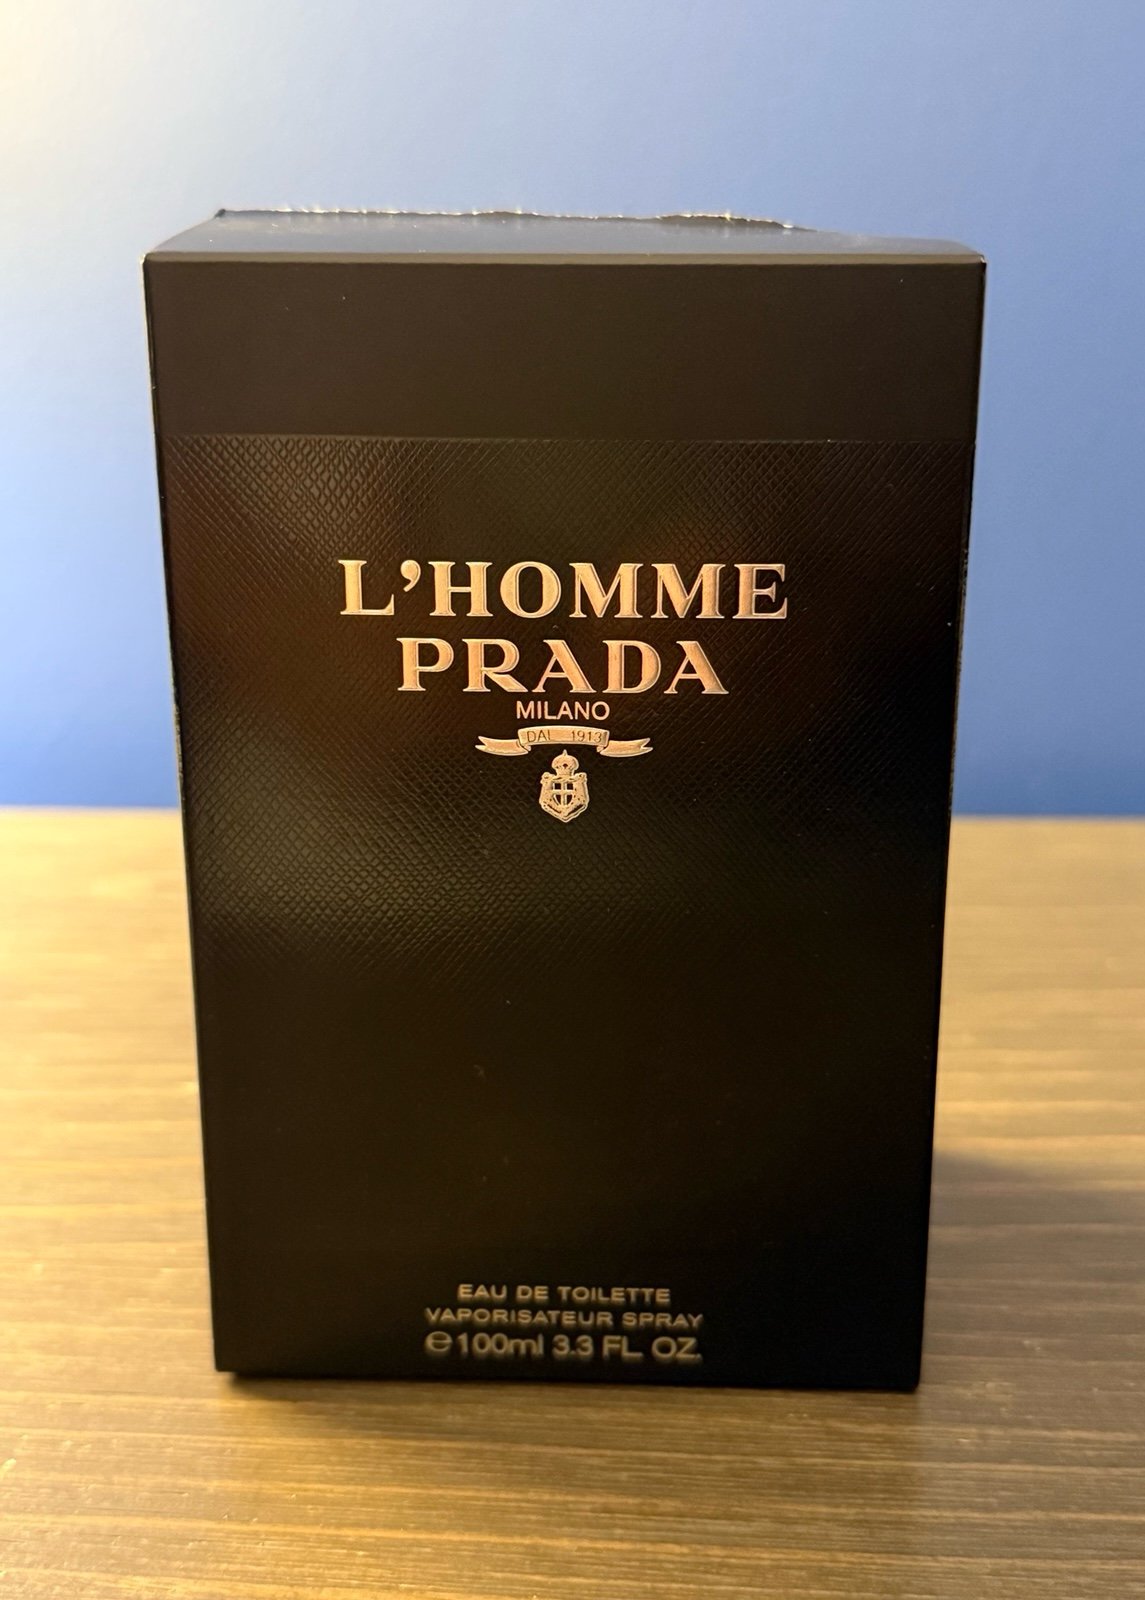 L'HOMME
PRADA
MILANO
DAL 1913
EAU DE TOILETTE
VAPORISATEUR SPRAY
℮100ml 3.3 FL. OZ.